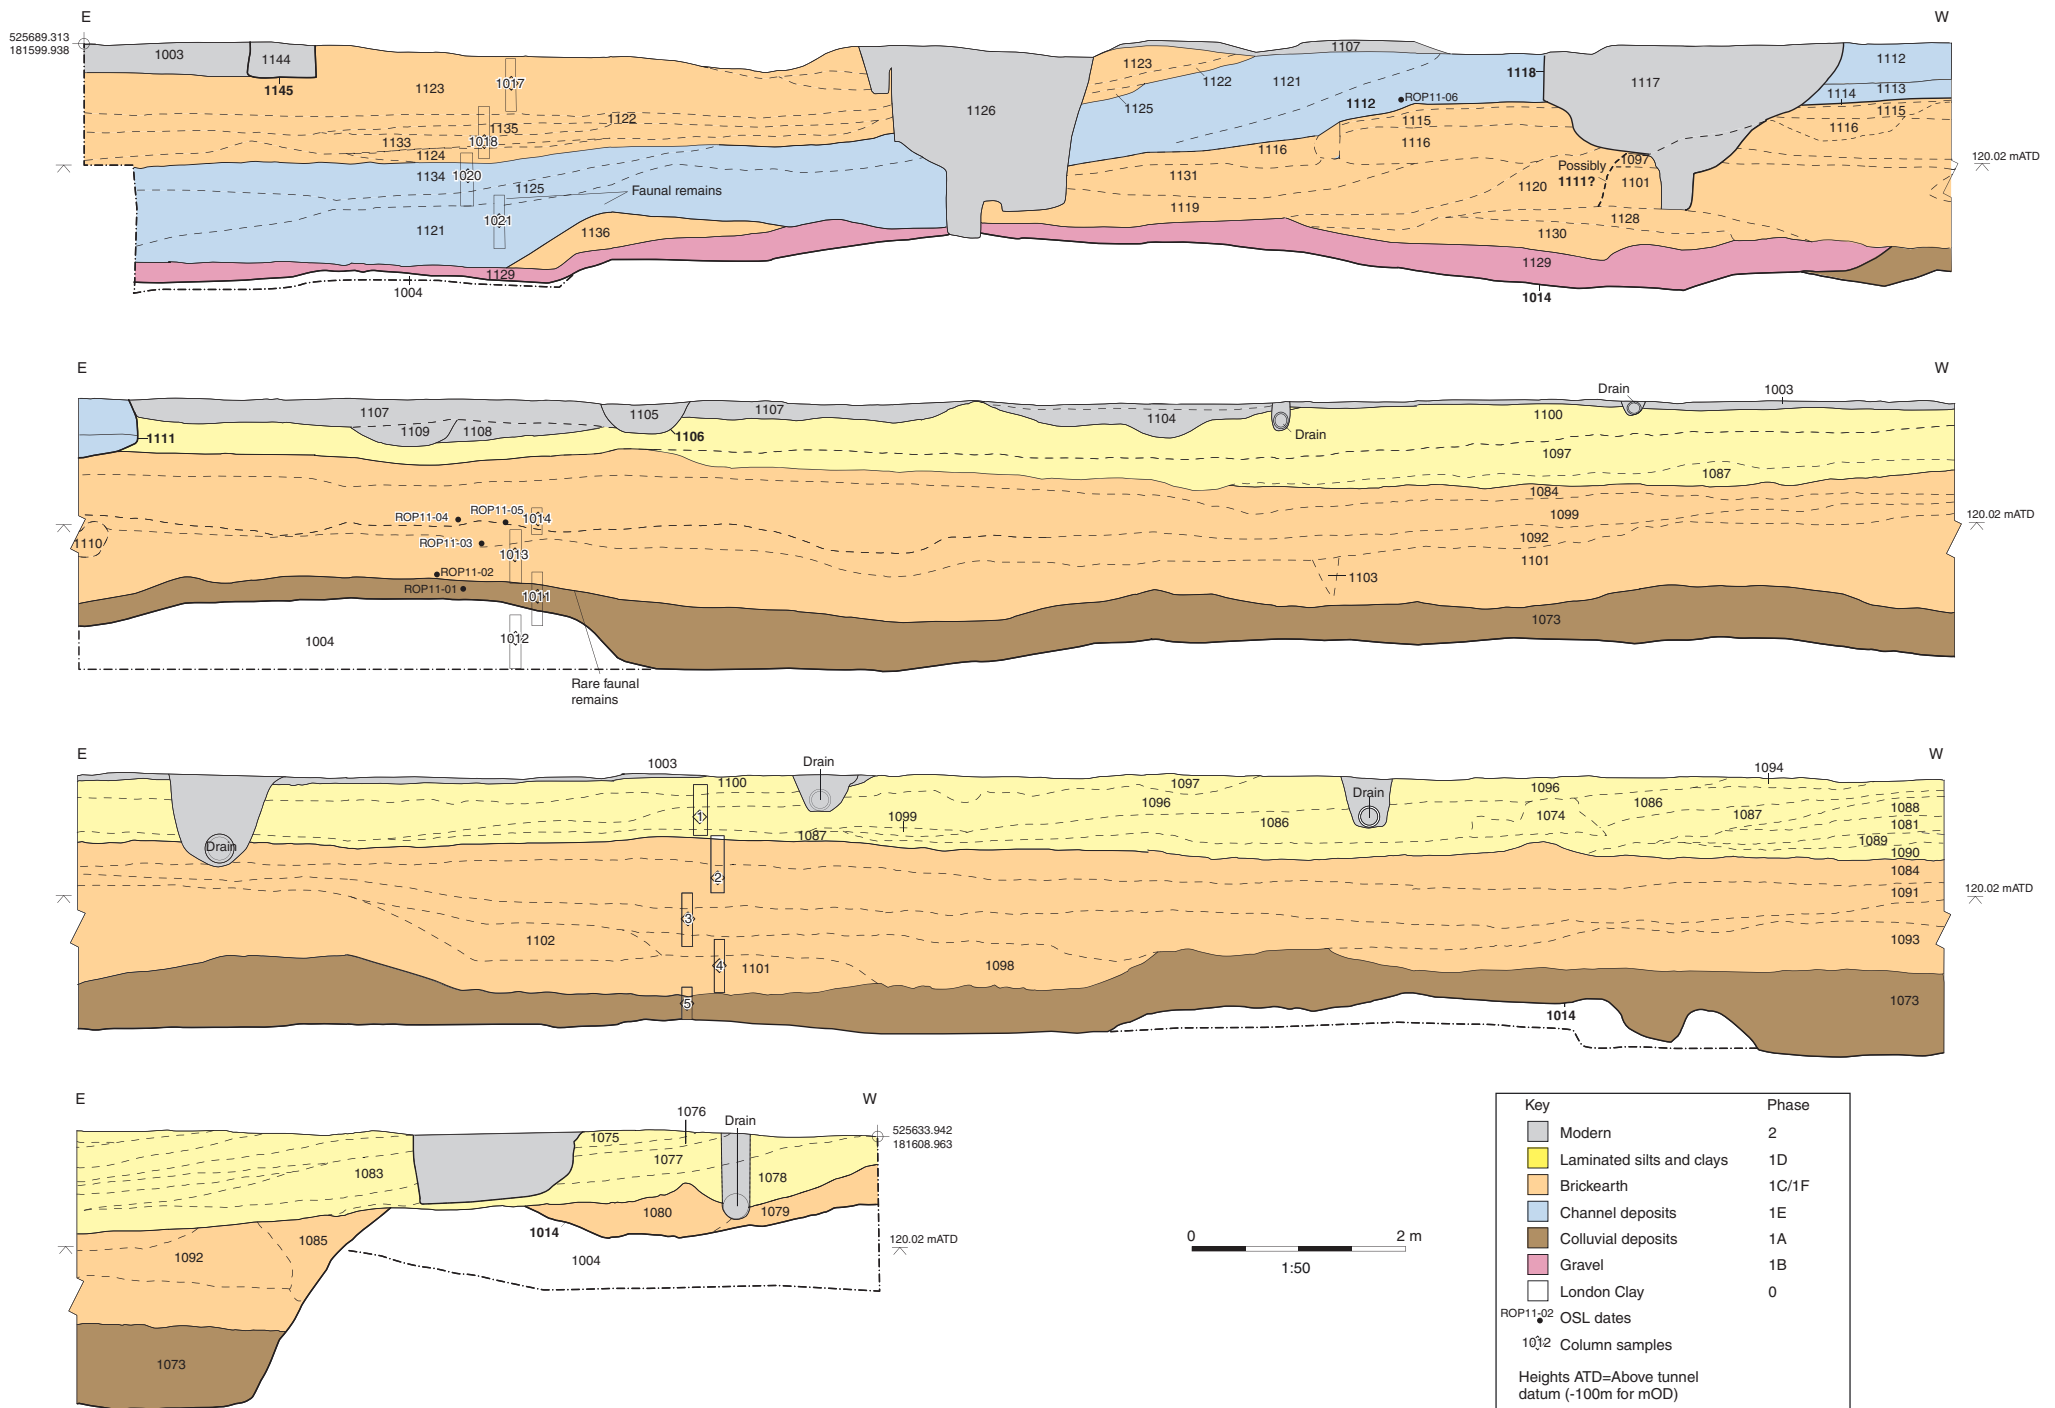 E
W
525689.313
181599.938
1003
1144
1145
1123
1017
1126
1123
1122
1125
1107
1121
1118
1117
1112
1112
ROP11-06
1113
1114
1115
1116
1122
1135
1018
1133
1124
1134
1020
1125
Faunal remains
1021
1121
1136
1129
1004
1116
1115
1116
1131
1119
1120
Possibly
1111?
1097
1101
1128
1130
1129
1014
120.02 mATD
E
W
1107
1105
1107
1109
1108
1111
1106
1104
Drain
Drain
1003
1100
1097
1087
1084
1099
1092
1101
1103
1073
ROP11-04
ROP11-05
1014
ROP11-03
1013
ROP11-02
ROP11-01
1011
1012
1110
1004
Rare faunal
remains
120.02 mATD
E
W
1003
1100
Drain
Drain
1
1087
1099
1097
1096
1086
Drain
1096
1074
1086
1087
1094
1088
1081
1089
1090
1084
1091
1093
1073
2
3
4
5
1102
1101
1098
1014
120.02 mATD
E
W
1076
Drain
1075
1077
1083
1078
525633.942
181608.963
1080
1079
1014
1085
1092
1004
1073
120.02 mATD
0
2 m
1:50
Key Phase
Modern 2
Laminated silts and clays 1D
Brickearth 1C/1F
Channel deposits 1E
Colluvial deposits 1A
Gravel 1B
London Clay 0
ROP11-02 OSL dates
1012 Column samples
Heights ATD=Above tunnel
datum (-100m for mOD)